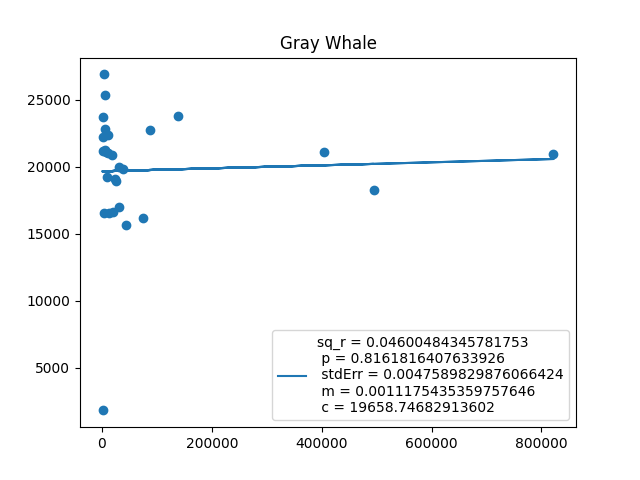 Gray Whale
25000
20000
15000
10000
5000
sq_r = 0.04600484345781753
p = 0.8161816407633926
stdErr = 0.0047589829876066424
m = 0.0011175435359757646
c = 19658.74682913602
0 200000 400000 600000 800000